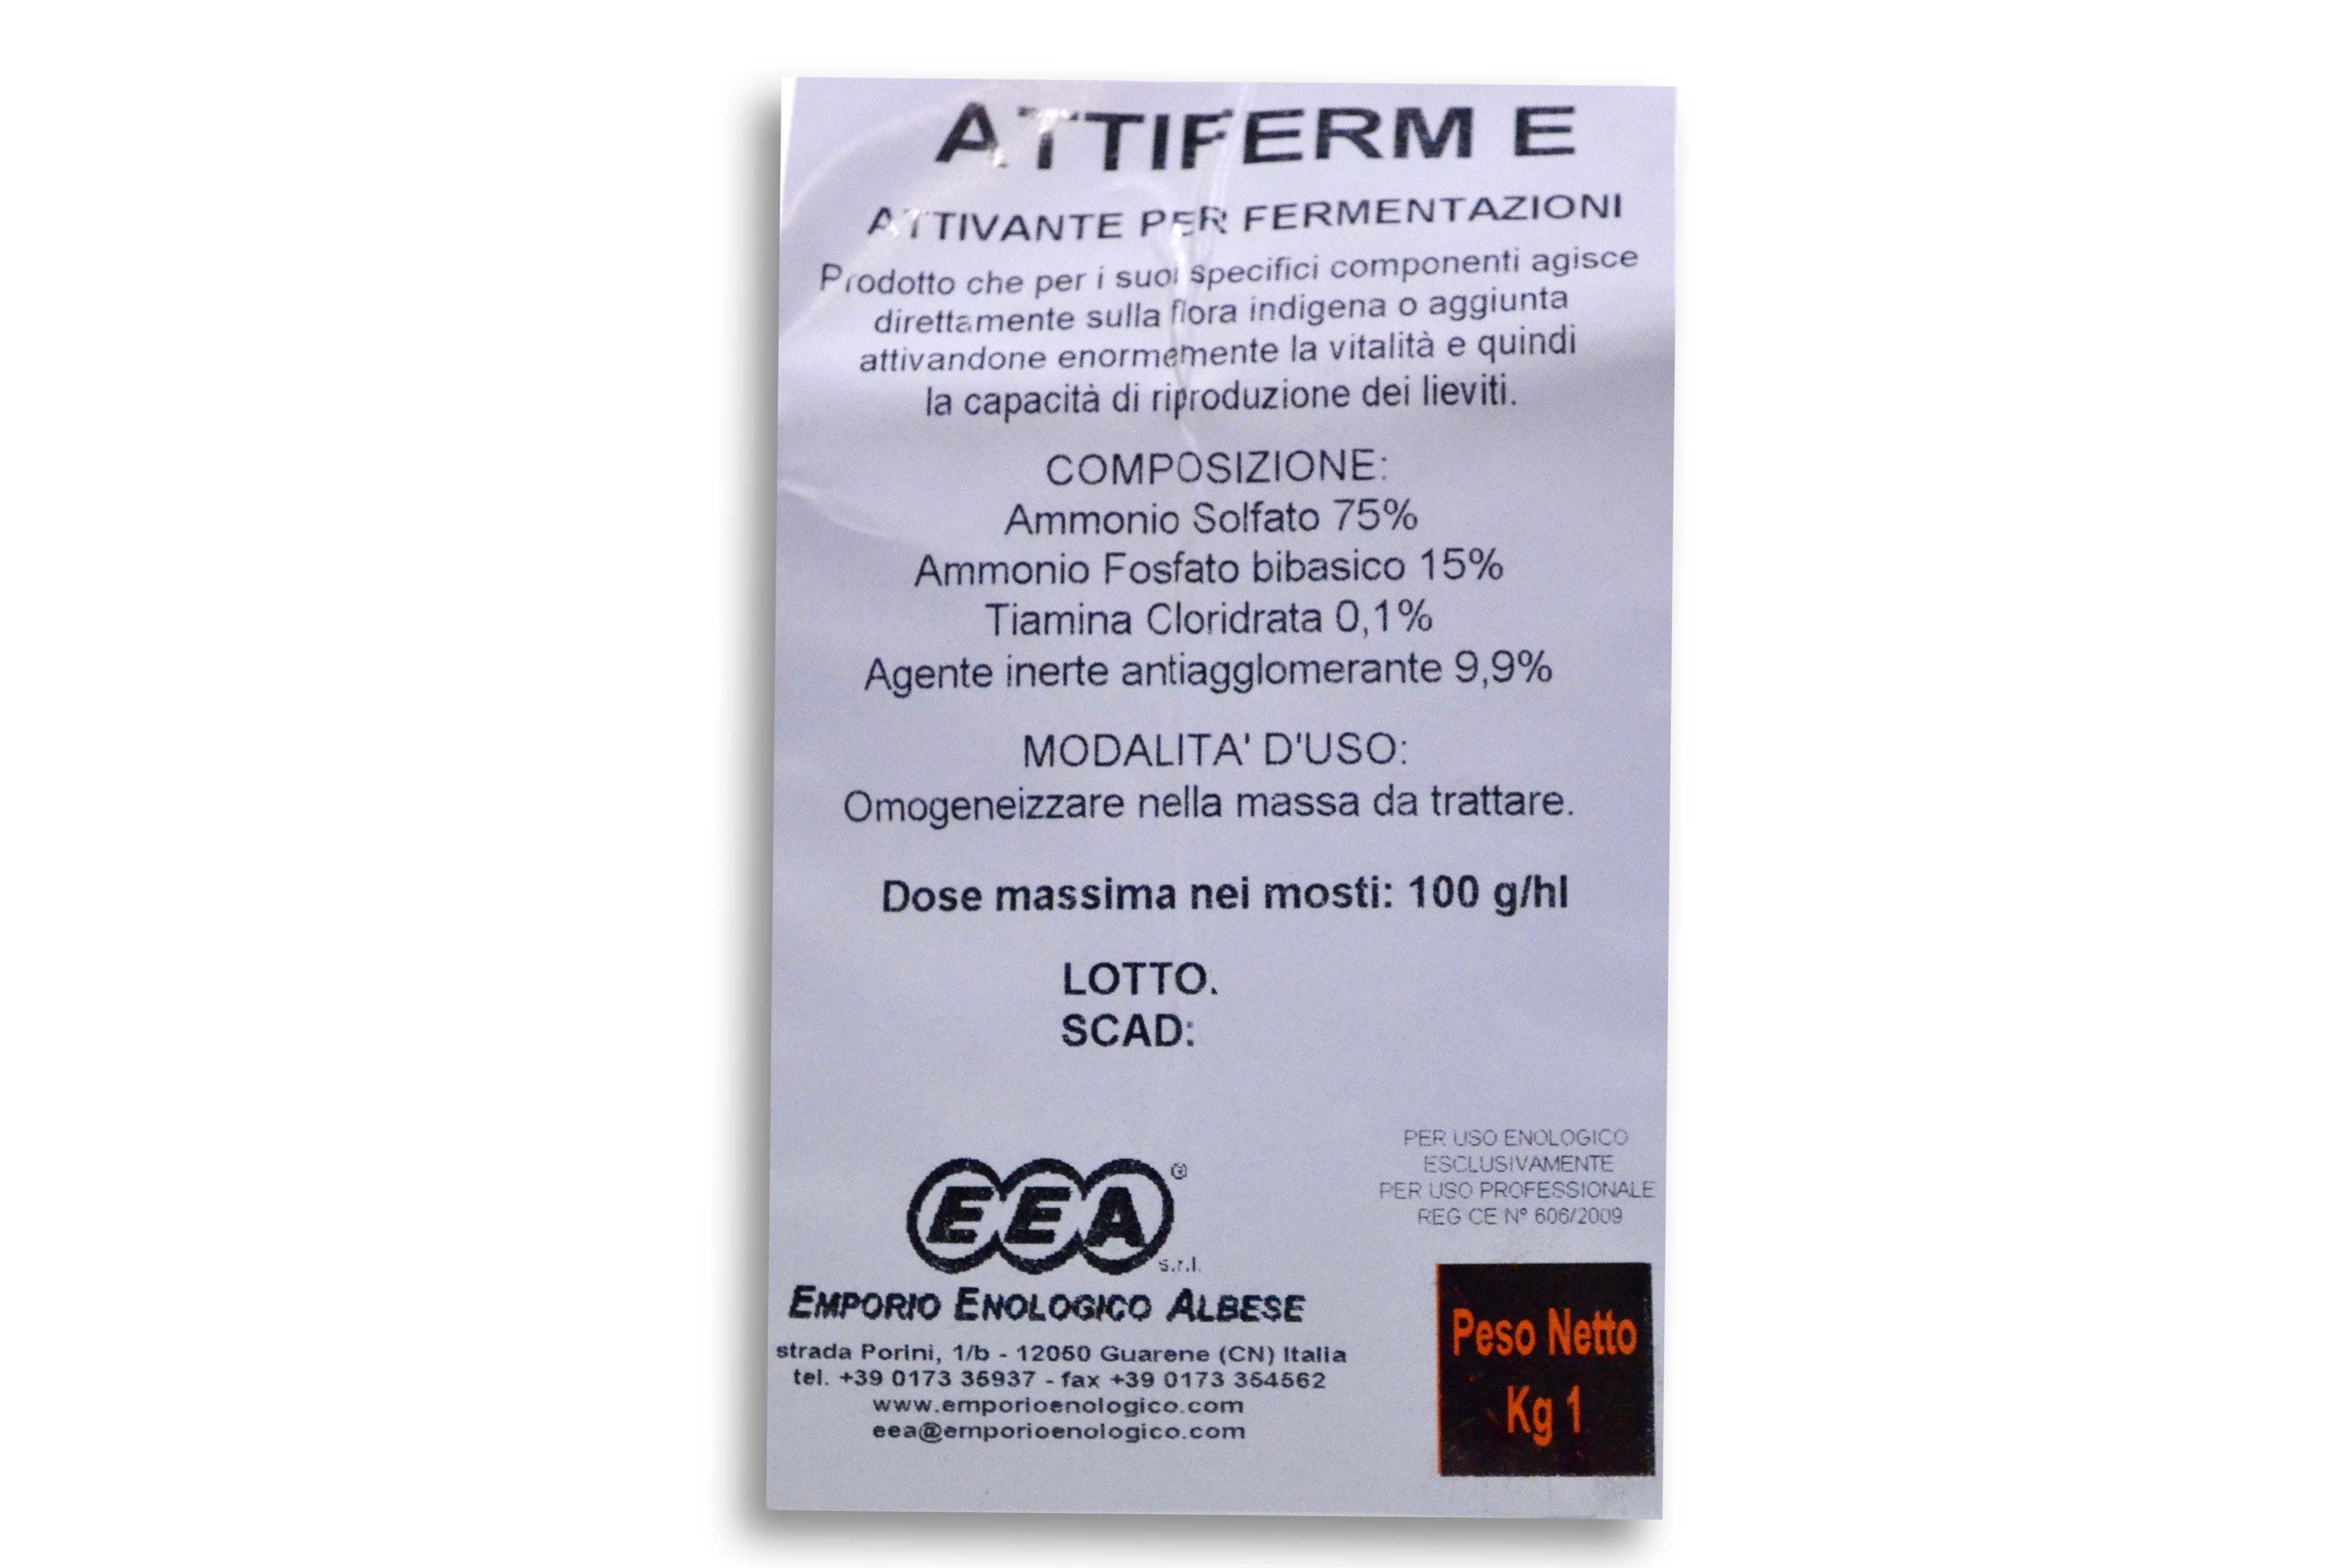 ATTIFERM E
ATTIVANTE PER FERMENTAZIONI
Prodotto che per i suoi specifici componenti agisce
direttamente sulla flora indigena o aggiunta
attivandone enormemente la vitalità e quindi
la capacità di riproduzione dei lieviti.
COMPOSIZIONE:
Ammonio Solfato 75%
Ammonio Fosfato bibasico 15%
Tiamina Cloridrata 0,1%
Agente inerte antiagglomerante 9,9%
MODALITA' D'USO:
Omogeneizzare nella massa da trattare.
Dose massima nei mosti: 100 g/hl
LOTTO.
SCAD:
PER USO ENOLOGICO
ESCLUSIVAMENTE
PER USO PROFESSIONALE
REG CE N° 606/2009
EEA®
s.r.l.
EMPORIO ENOLOGICO ALBESE
strada Porini, 1/b - 12050 Guarene (CN) Italia
tel. +39 0173 35937 - fax +39 0173 354562
www.emporioenologico.com
eea@emporioenologico.com
Peso Netto
Kg 1